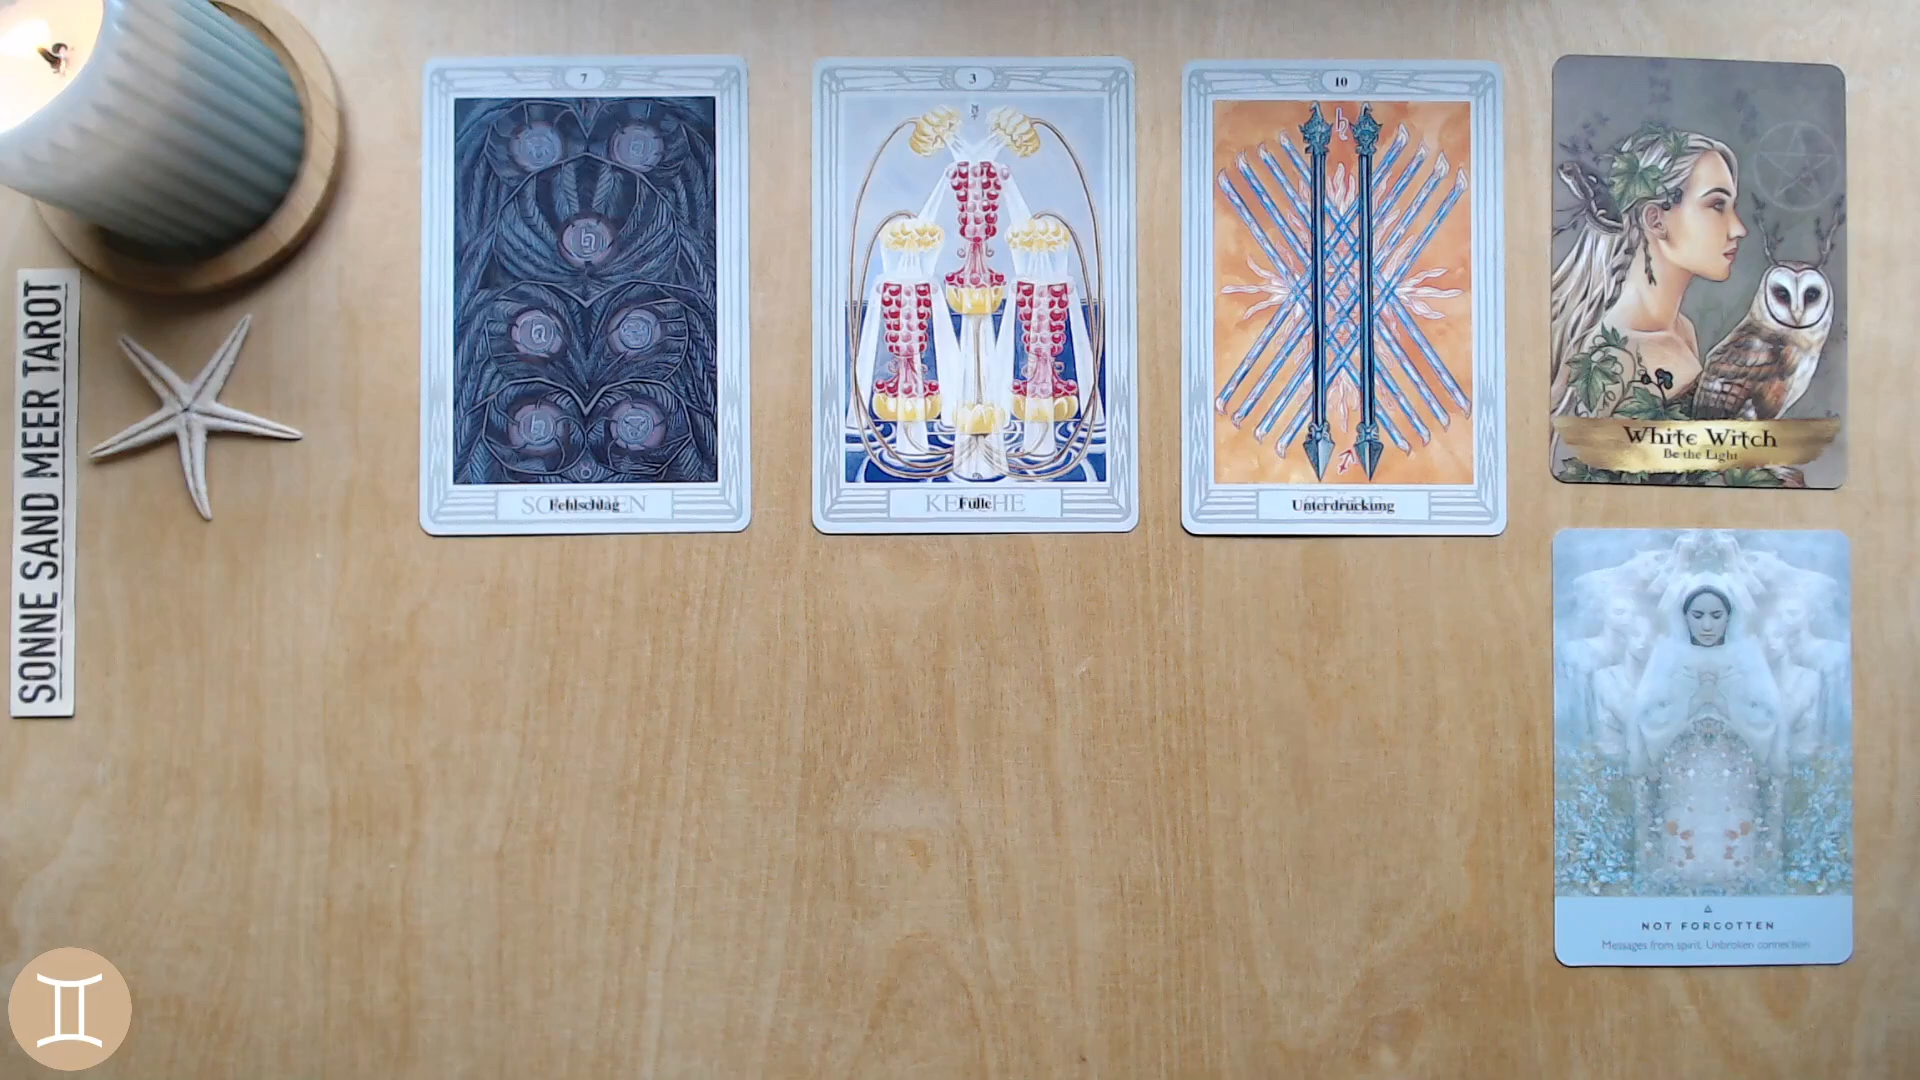 SONNE SAND MEER TAROT
7
Fehlschlag
3
KELCHE
Fülle
10
Unterdrückung
White Witch
Be the Light
NOT FORGOTTEN
Messages from spirit. Unbroken connection